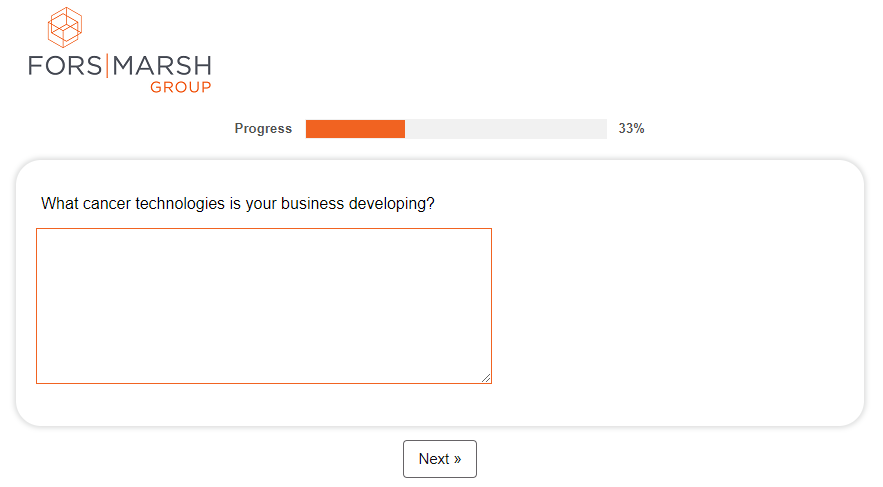 FORS|MARSH
GROUP
Progress 33%
What cancer technologies is your business developing?
Next »